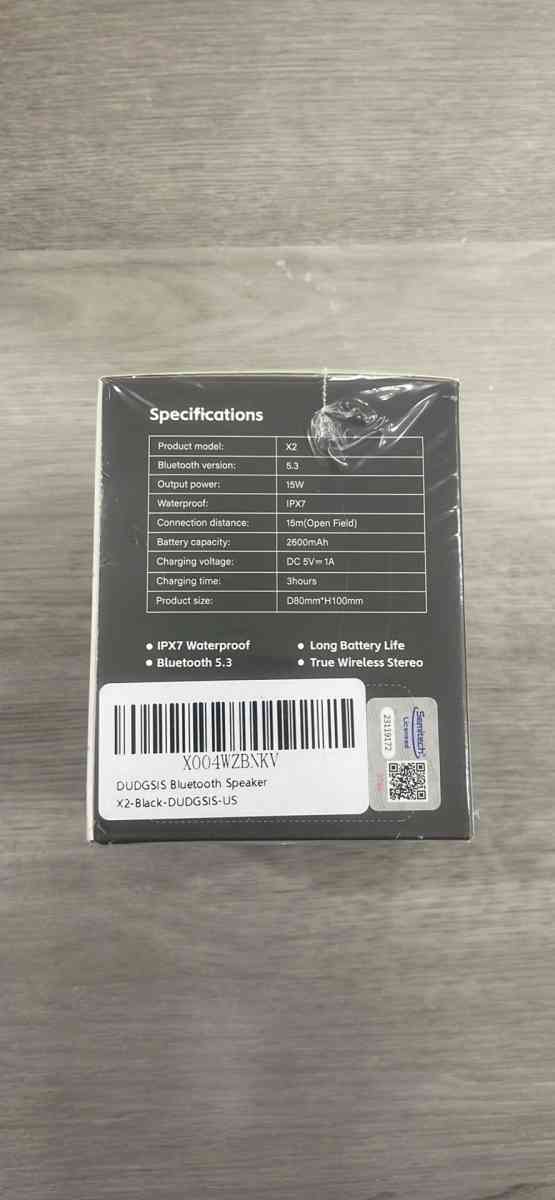 Specifications
Product model: X2
Bluetooth version: 5.3
Output power: 15W
Waterproof: IPX7
Connection distance: 15m(Open Field)
Battery capacity: 2600mAh
Charging voltage: DC 5V⎓1A
Charging time: 3hours
Product size: D80mm*H100mm
• IPX7 Waterproof
• Long Battery Life
• Bluetooth 5.3
• True Wireless Stereo
X004WZBNKV
DUDGSIS Bluetooth Speaker
X2-Black-DUDGSIS-US
Semitech
Licensed
23119172